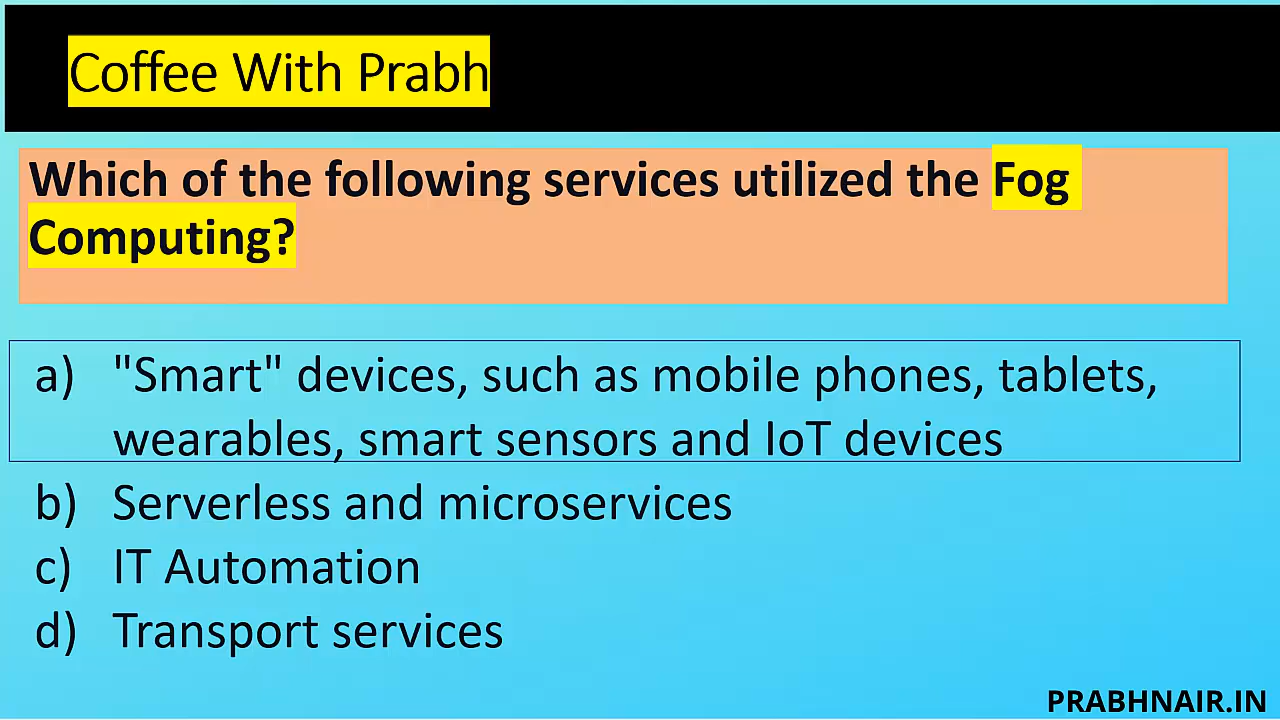 Coffee With Prabh
Which of the following services utilized the Fog
Computing?
a) "Smart" devices, such as mobile phones, tablets,
wearables, smart sensors and IoT devices
b) Serverless and microservices
c) IT Automation
d) Transport services
PRABHNAIR.IN